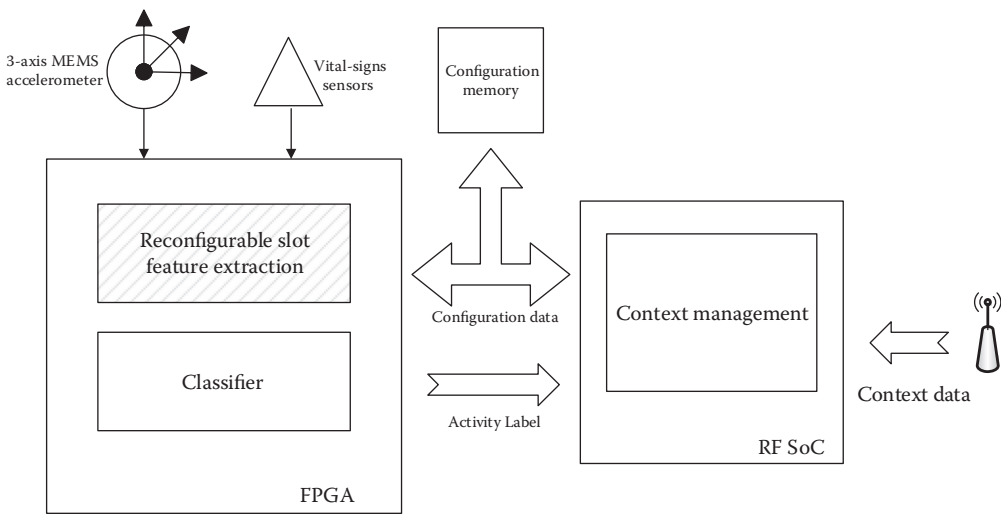 3-axis MEMS
accelerometer
Vital-signs
sensors
Configuration
memory
Reconfigurable slot
feature extraction
Configuration data
Context management
Classifier
Activity Label
Context data
RF SoC
FPGA